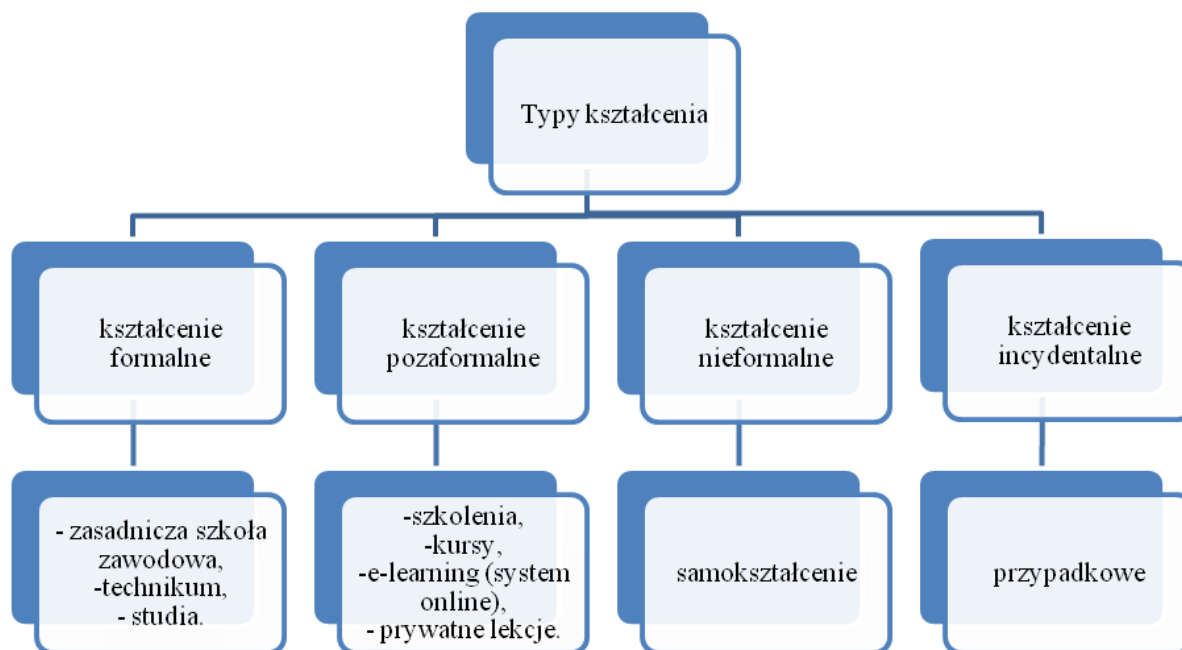 Typy kształcenia
kształcenie
formalne
kształcenie
pozaformalne
kształcenie
nieformalne
kształcenie
incydentalne
- zasadnicza szkoła
zawodowa,
-technikum,
- studia.
-szkolenia,
-kursy,
-e-learning (system
online),
- prywatne lekcje.
samokształcenie
przypadkowe